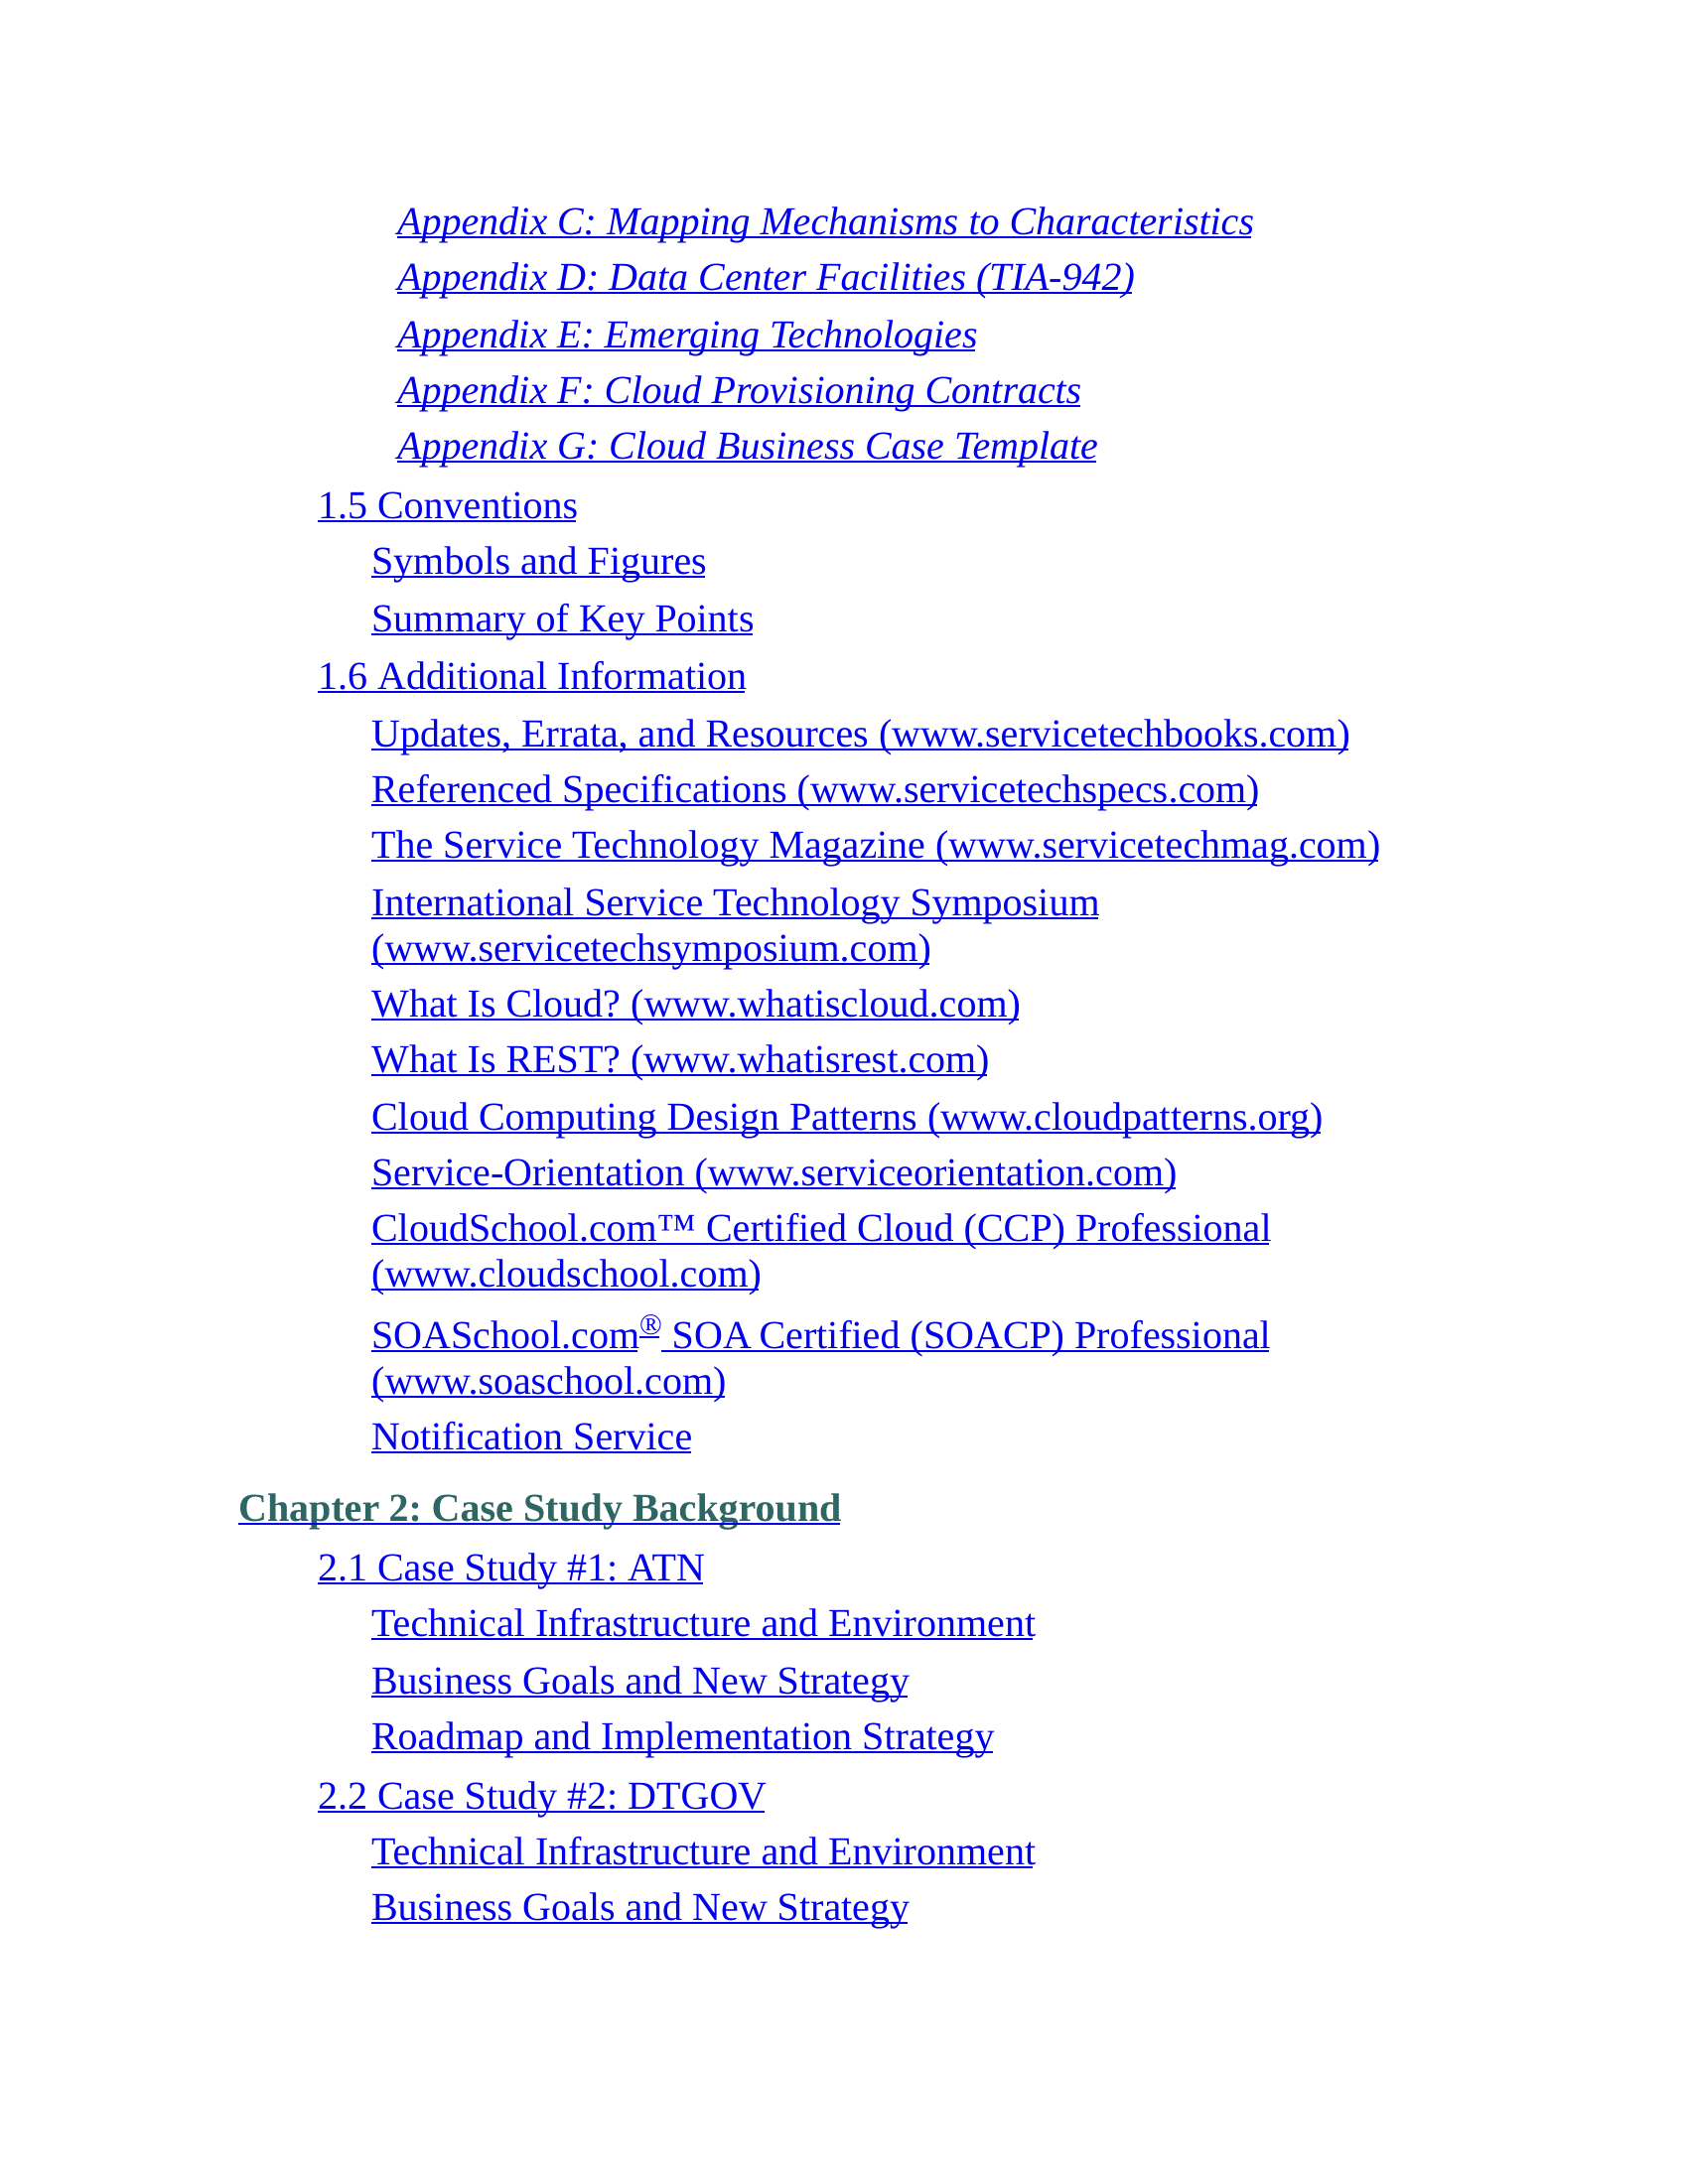 Appendix C: Mapping Mechanisms to Characteristics
Appendix D: Data Center Facilities (TIA-942)
Appendix E: Emerging Technologies
Appendix F: Cloud Provisioning Contracts
Appendix G: Cloud Business Case Template
1.5 Conventions
Symbols and Figures
Summary of Key Points
1.6 Additional Information
Updates, Errata, and Resources (www.servicetechbooks.com)
Referenced Specifications (www.servicetechspecs.com)
The Service Technology Magazine (www.servicetechmag.com)
International Service Technology Symposium
(www.servicetechsymposium.com)
What Is Cloud? (www.whatiscloud.com)
What Is REST? (www.whatisrest.com)
Cloud Computing Design Patterns (www.cloudpatterns.org)
Service-Orientation (www.serviceorientation.com)
CloudSchool.com™ Certified Cloud (CCP) Professional
(www.cloudschool.com)
SOASchool.com® SOA Certified (SOACP) Professional
(www.soaschool.com)
Notification Service
Chapter 2: Case Study Background
2.1 Case Study #1: ATN
Technical Infrastructure and Environment
Business Goals and New Strategy
Roadmap and Implementation Strategy
2.2 Case Study #2: DTGOV
Technical Infrastructure and Environment
Business Goals and New Strategy